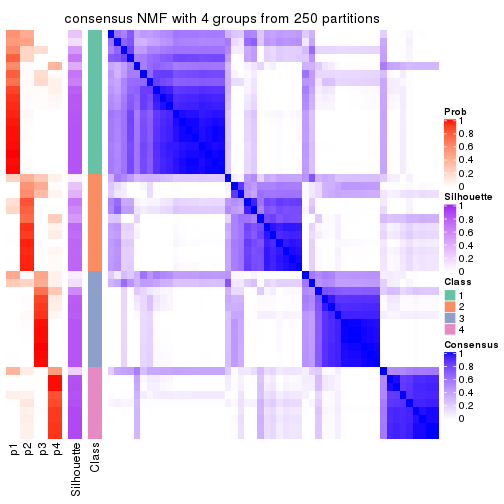 consensus NMF with 4 groups from 250 partitions
Prob
1
0.8
0.6
0.4
0.2
0
Silhouette
1
0.8
0.6
0.4
0.2
0
Class
1
2
3
4
Consensus
1
0.8
0.6
0.4
0.2
0
p1
p2
p3
p4
Silhouette
Class